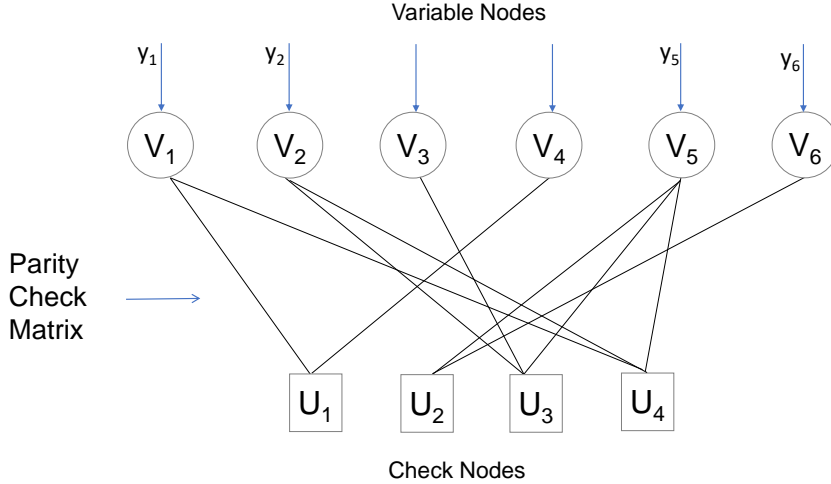 Variable Nodes
y₁ y₂ y₅ y₆
V₁ V₂ V₃ V₄ V₅ V₆
Parity
Check
Matrix
U₁ U₂ U₃ U₄
Check Nodes